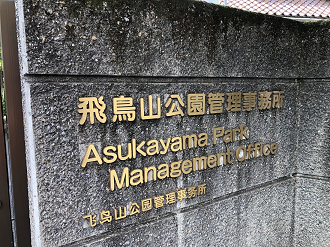 飛鳥山公園管理事務所
Asukayama Park
Management Office
飞鸟山公园管理事务所